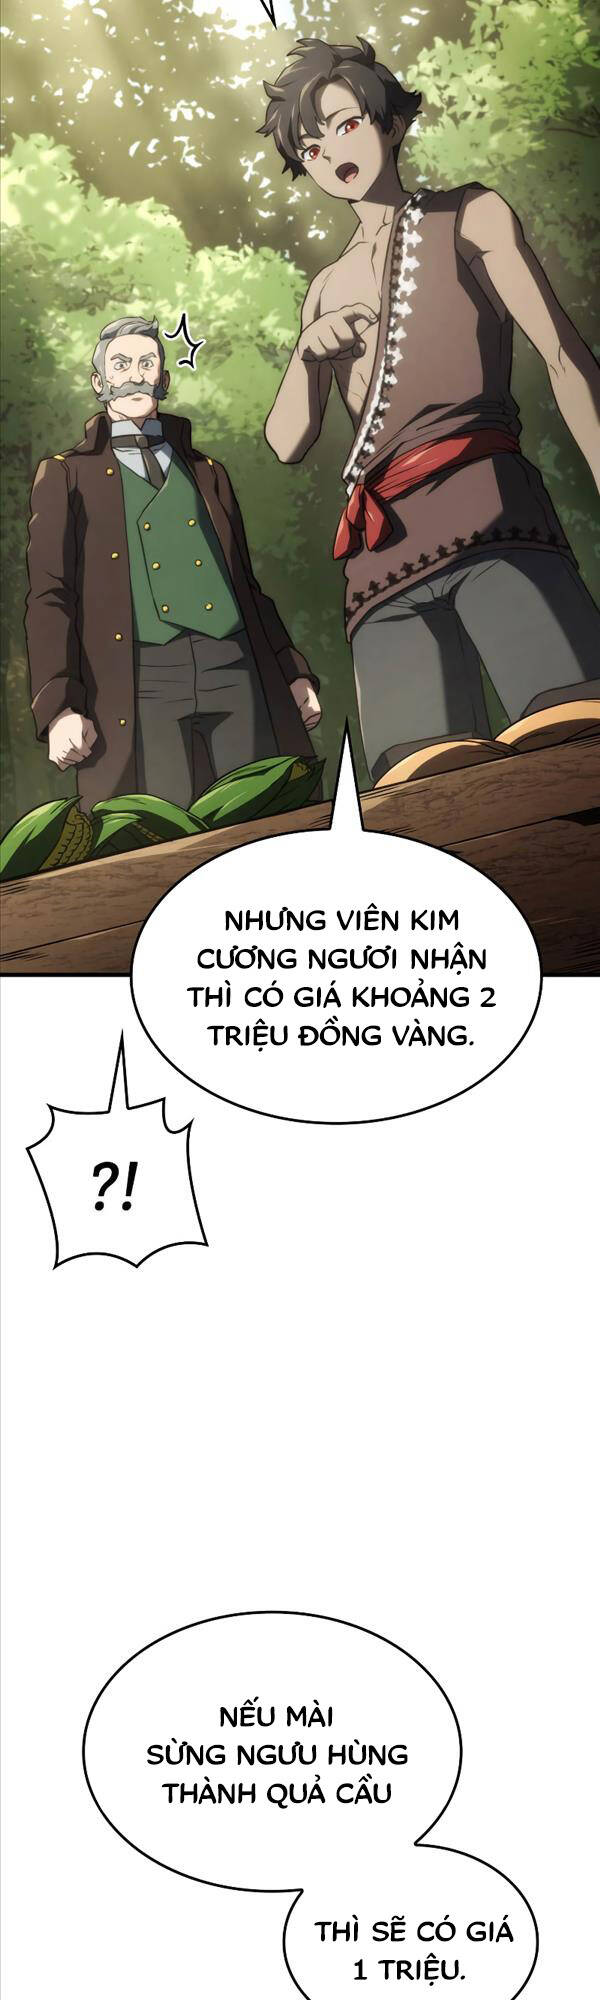 NHƯNG VIÊN KIM
CƯƠNG NGƯƠI NHẬN
THÌ CÓ GIÁ KHOẢNG 2
TRIỆU ĐỒNG VÀNG.
?!
NẾU MÀI
SỪNG NGƯU HÙNG
THÀNH QUẢ CẦU
THÌ SẼ CÓ GIÁ
1 TRIỆU.